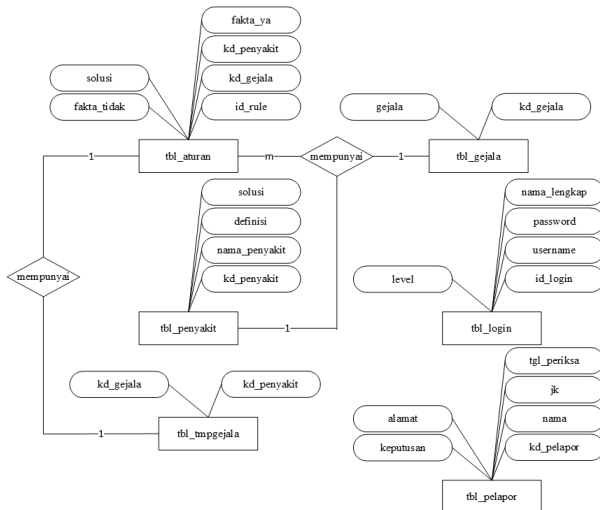 fakta_ya
kd_penyakit
solusi
kd_gejala
fakta_tidak
id_rule
gejala
kd_gejala
1
tbl_aturan
m
mempunyai
1
tbl_gejala
solusi
definisi
nama_penyakit
kd_penyakit
nama_lengkap
password
username
id_login
level
mempunyai
tbl_penyakit
1
tbl_login
kd_gejala
kd_penyakit
1
tbl_tmpgejala
tgl_periksa
jk
nama
kd_pelapor
alamat
keputusan
tbl_pelapor